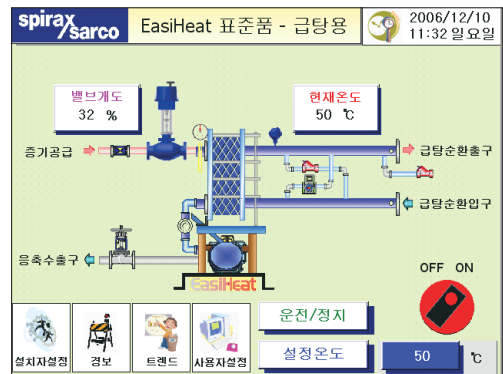 spirax
sarco
EasiHeat 표준품 - 급탕용
2006/12/10
11:32 일요일
밸브개도
32 %
현재온도
50 ℃
증기공급
급탕순환출구
급탕순환입구
응축수출구
EasiHeat
OFF ON
운전/정지
설치자설정
경보
트렌드
사용자설정
설정온도
50 ℃